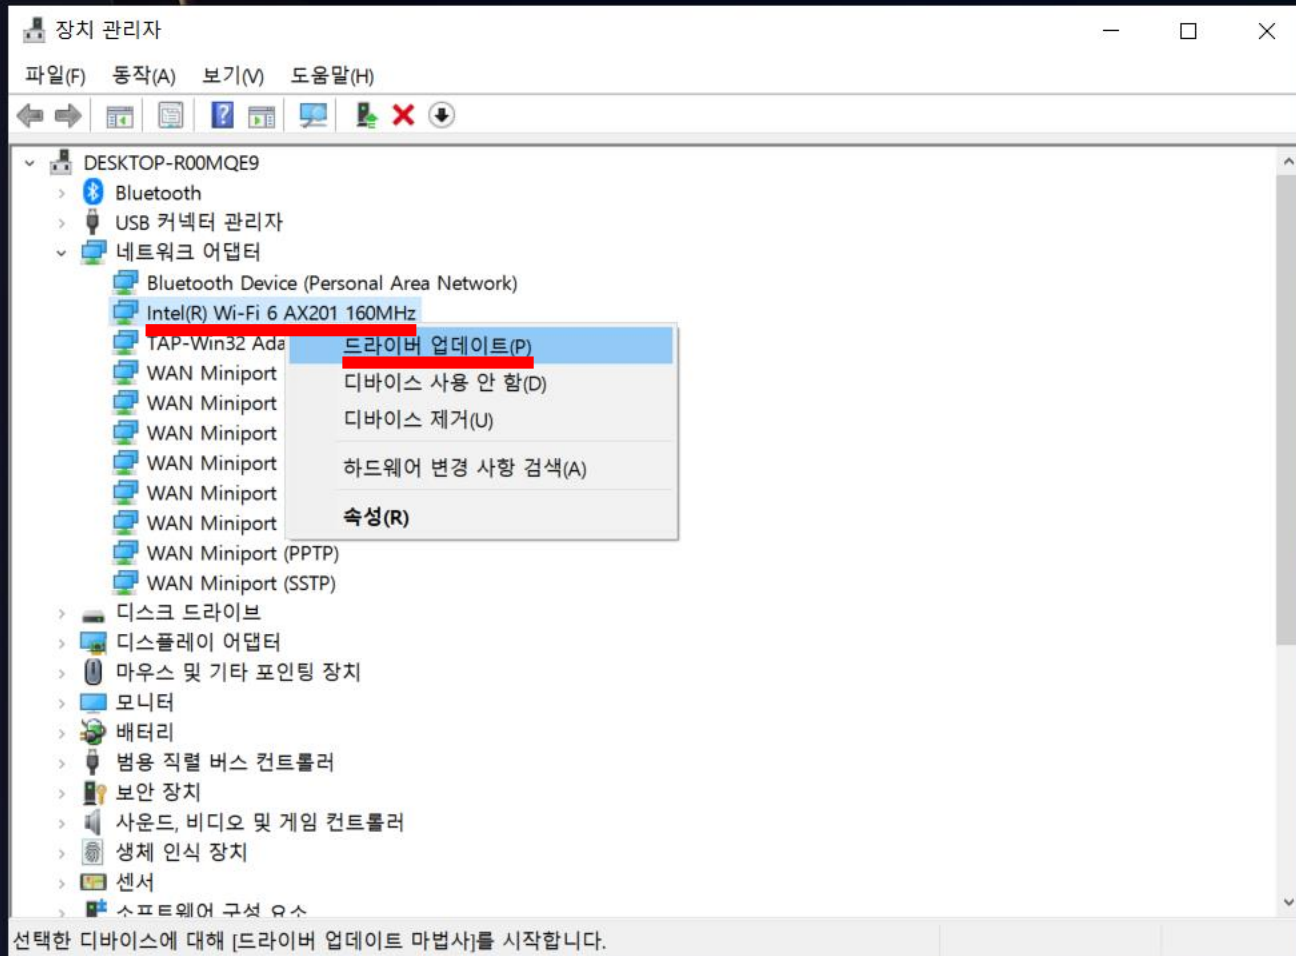 장치 관리자
파일(F) 동작(A) 보기(V) 도움말(H)
DESKTOP-R00MQE9
Bluetooth
USB 커넥터 관리자
네트워크 어댑터
Bluetooth Device (Personal Area Network)
Intel(R) Wi-Fi 6 AX201 160MHz
TAP-Win32 Ada
WAN Miniport
WAN Miniport
WAN Miniport
WAN Miniport
WAN Miniport
WAN Miniport
WAN Miniport (PPTP)
WAN Miniport (SSTP)
드라이버 업데이트(P)
디바이스 사용 안 함(D)
디바이스 제거(U)
하드웨어 변경 사항 검색(A)
속성(R)
디스크 드라이브
디스플레이 어댑터
마우스 및 기타 포인팅 장치
모니터
배터리
범용 직렬 버스 컨트롤러
보안 장치
사운드, 비디오 및 게임 컨트롤러
생체 인식 장치
센서
소프트웨어 구성 요소
선택한 디바이스에 대해 [드라이버 업데이트 마법사]를 시작합니다.